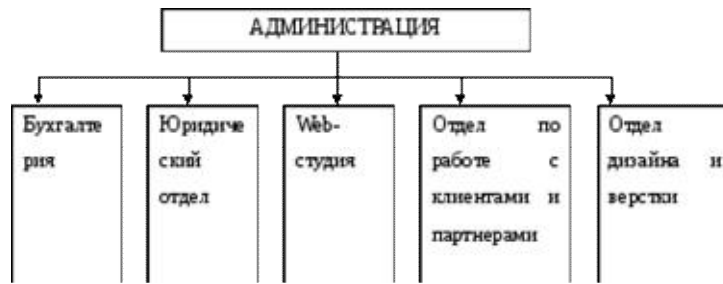 АДМИНИСТРАЦИЯ
Бухгалте
рия
Юридиче
ский
отдел
Web-
студия
Отдел по
работе с
клиентами и
партнерами
Отдел
дизайна и
верстки